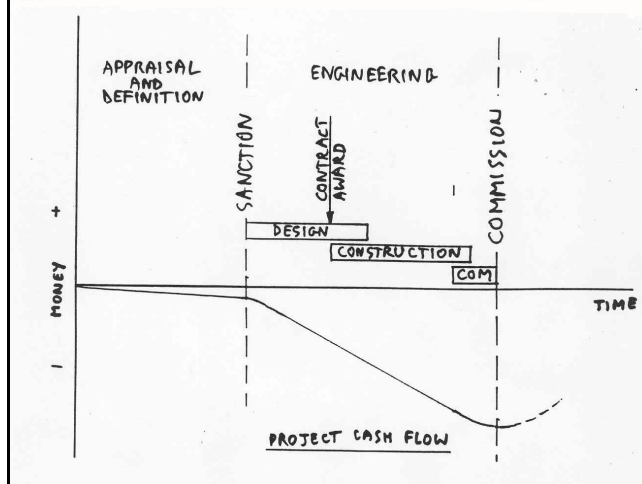 APPRAISAL
AND
DEFINITION
ENGINEERING
SANCTION
CONTRACT
AWARD
COMMISSION
DESIGN
CONSTRUCTION
COM
+
MONEY
-
TIME
PROJECT CASH FLOW